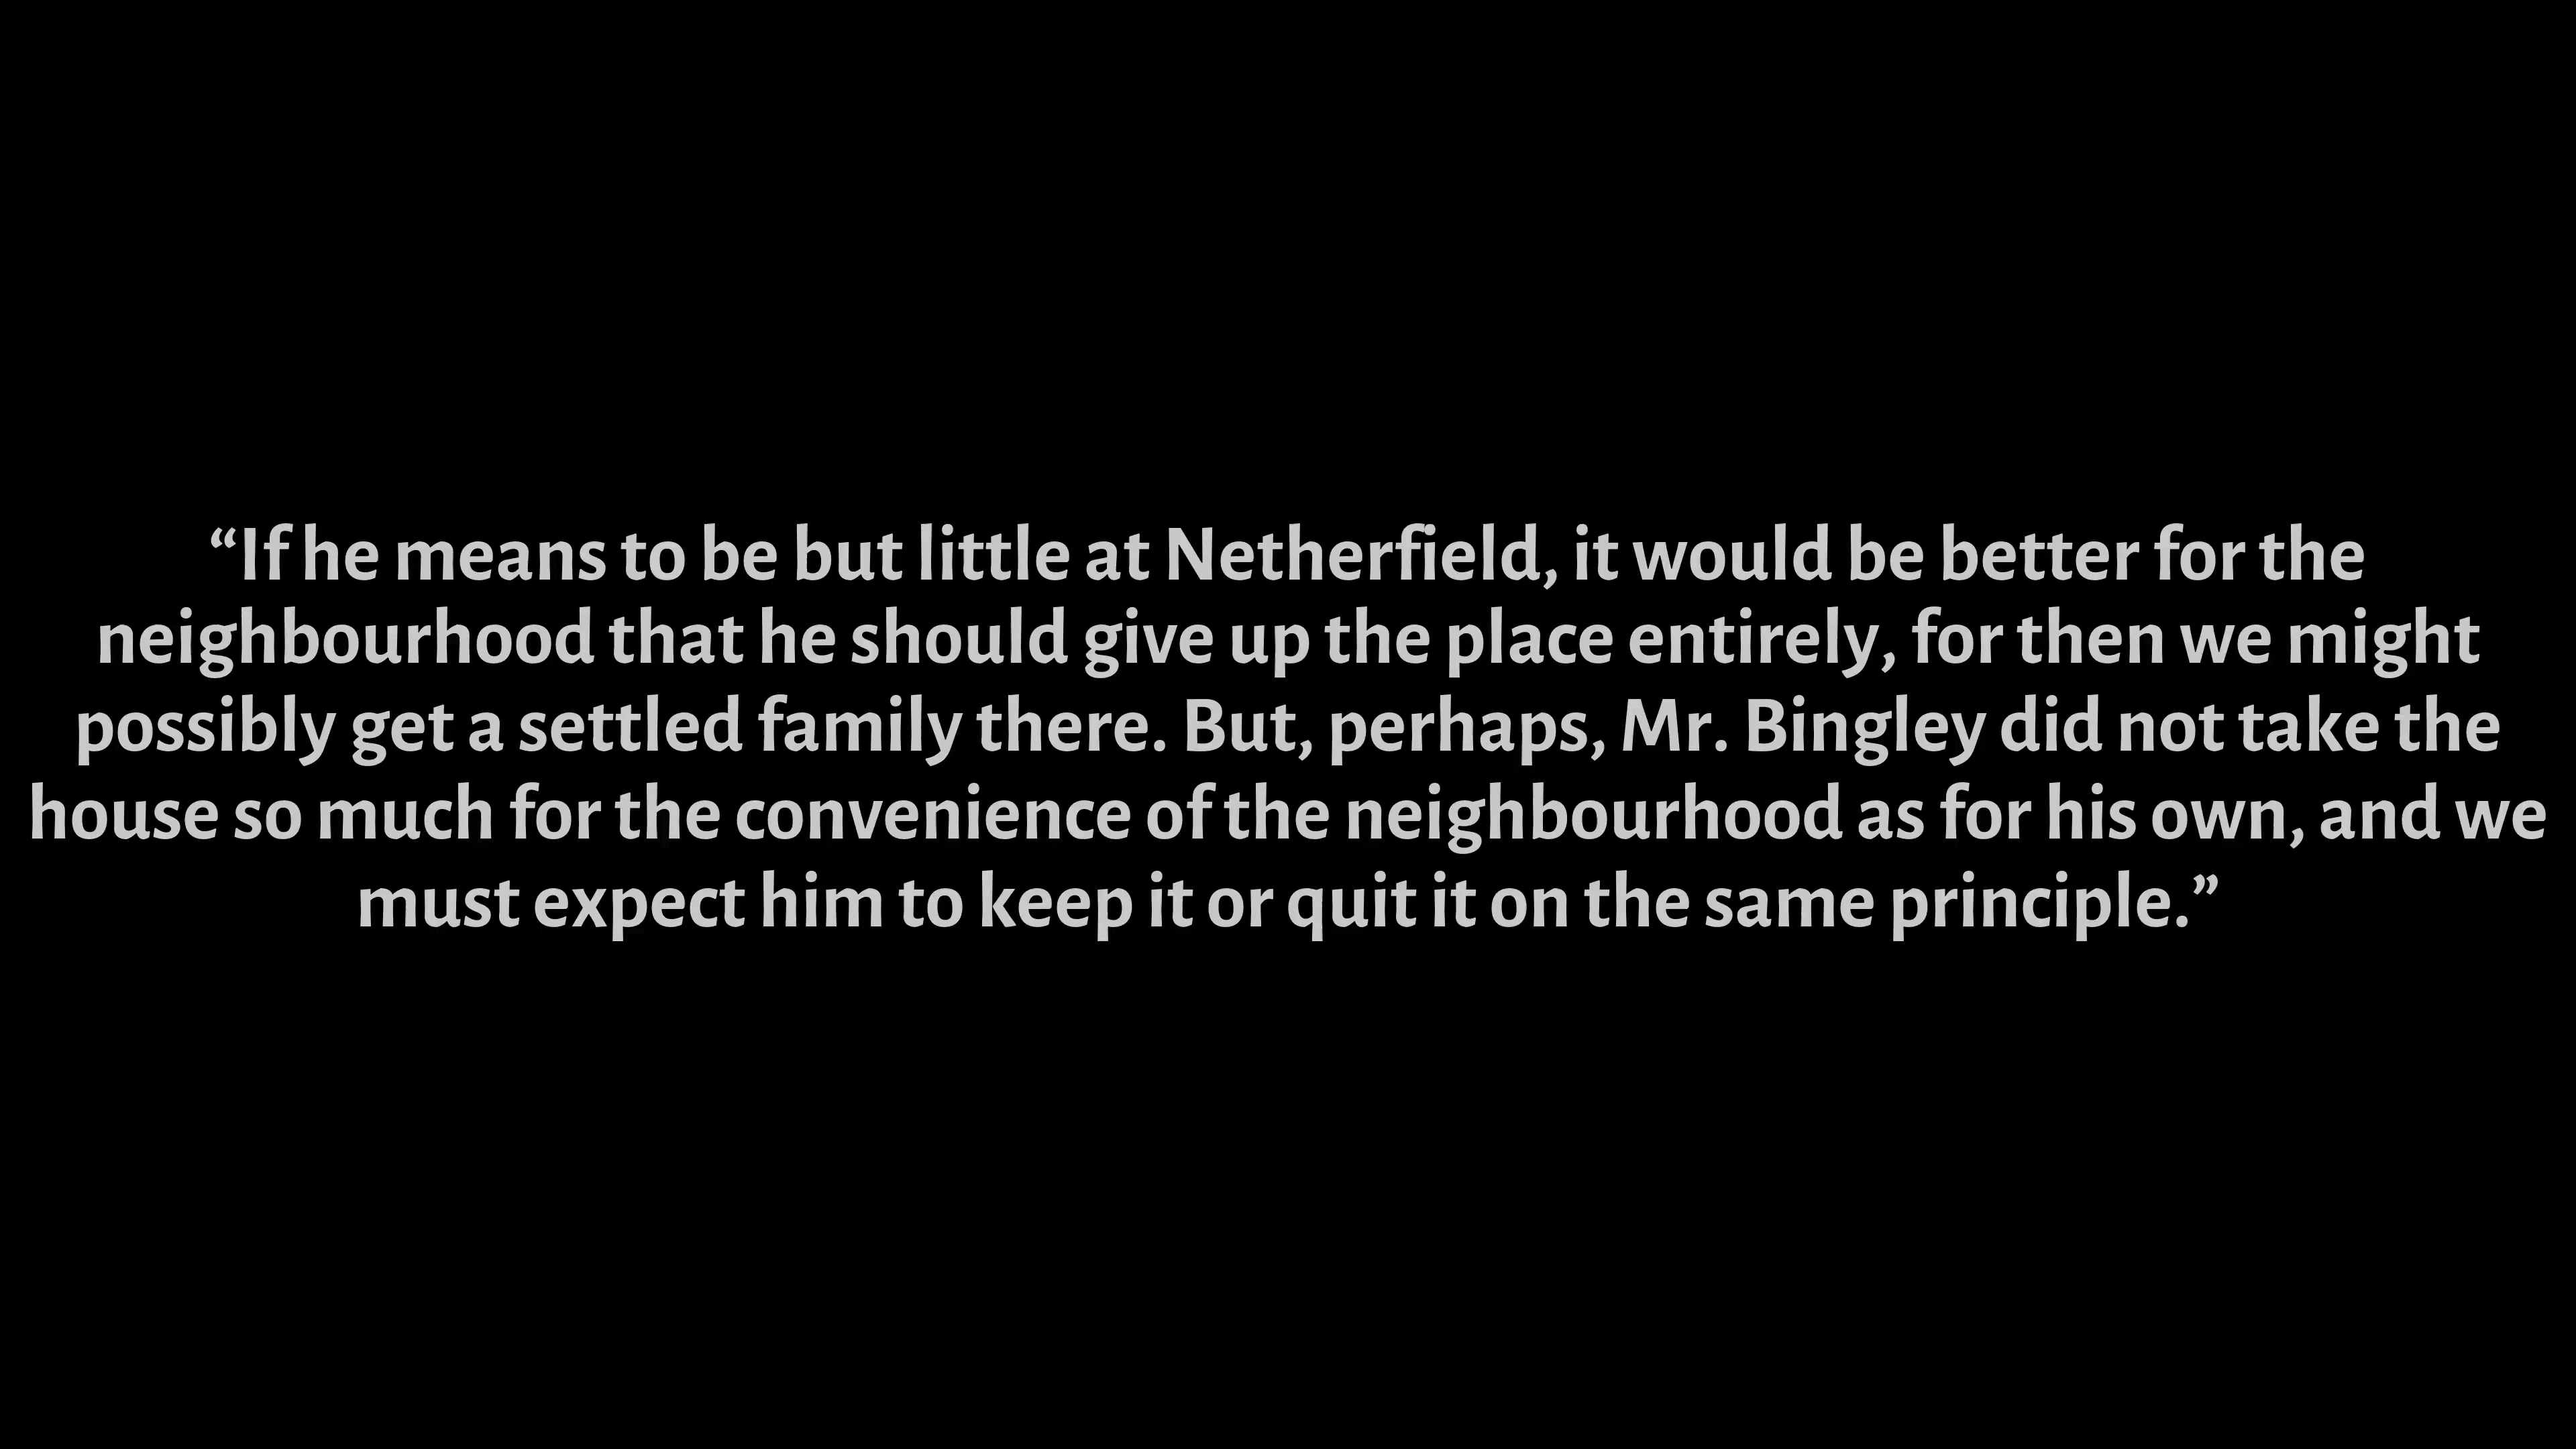 “If he means to be but little at Netherfield, it would be better for the
neighbourhood that he should give up the place entirely, for then we might
possibly get a settled family there. But, perhaps, Mr. Bingley did not take the
house so much for the convenience of the neighbourhood as for his own, and we
must expect him to keep it or quit it on the same principle.”